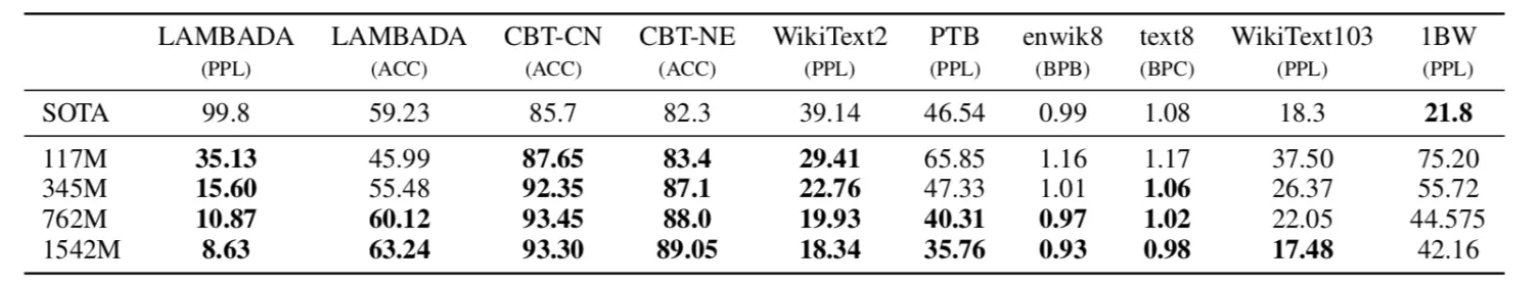 LAMBADA LAMBADA CBT-CN CBT-NE WikiText2 PTB enwik8 text8 WikiText103 1BW
(PPL) (ACC) (ACC) (ACC) (PPL) (PPL) (BPB) (BPC) (PPL) (PPL)
SOTA 99.8 59.23 85.7 82.3 39.14 46.54 0.99 1.08 18.3 21.8
117M 35.13 45.99 87.65 83.4 29.41 65.85 1.16 1.17 37.50 75.20
345M 15.60 55.48 92.35 87.1 22.76 47.33 1.01 1.06 26.37 55.72
762M 10.87 60.12 93.45 88.0 19.93 40.31 0.97 1.02 22.05 44.575
1542M 8.63 63.24 93.30 89.05 18.34 35.76 0.93 0.98 17.48 42.16